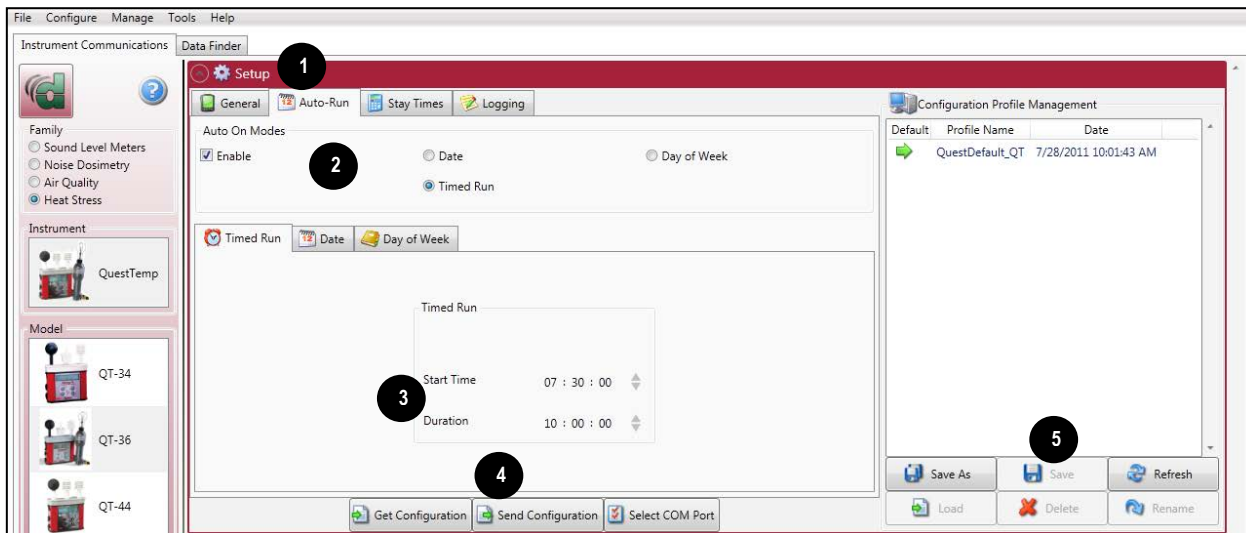 File Configure Manage Tools Help
Instrument Communications Data Finder
1
Setup
?
General 12 Auto-Run Stay Times Logging
Configuration Profile Management
Family
Sound Level Meters
Noise Dosimetry
Air Quality
Heat Stress
Auto On Modes
Enable
2
Date
Day of Week
Timed Run
Default Profile Name Date
QuestDefault_QT 7/28/2011 10:01:43 AM
Instrument
QuestTemp
Timed Run 12 Date Day of Week
Model
QT-34
QT-36
QT-44
Timed Run
Start Time 07 : 30 : 00
3
Duration 10 : 00 : 00
4
5
Get Configuration Send Configuration Select COM Port
Save As Save Refresh
Load Delete Rename